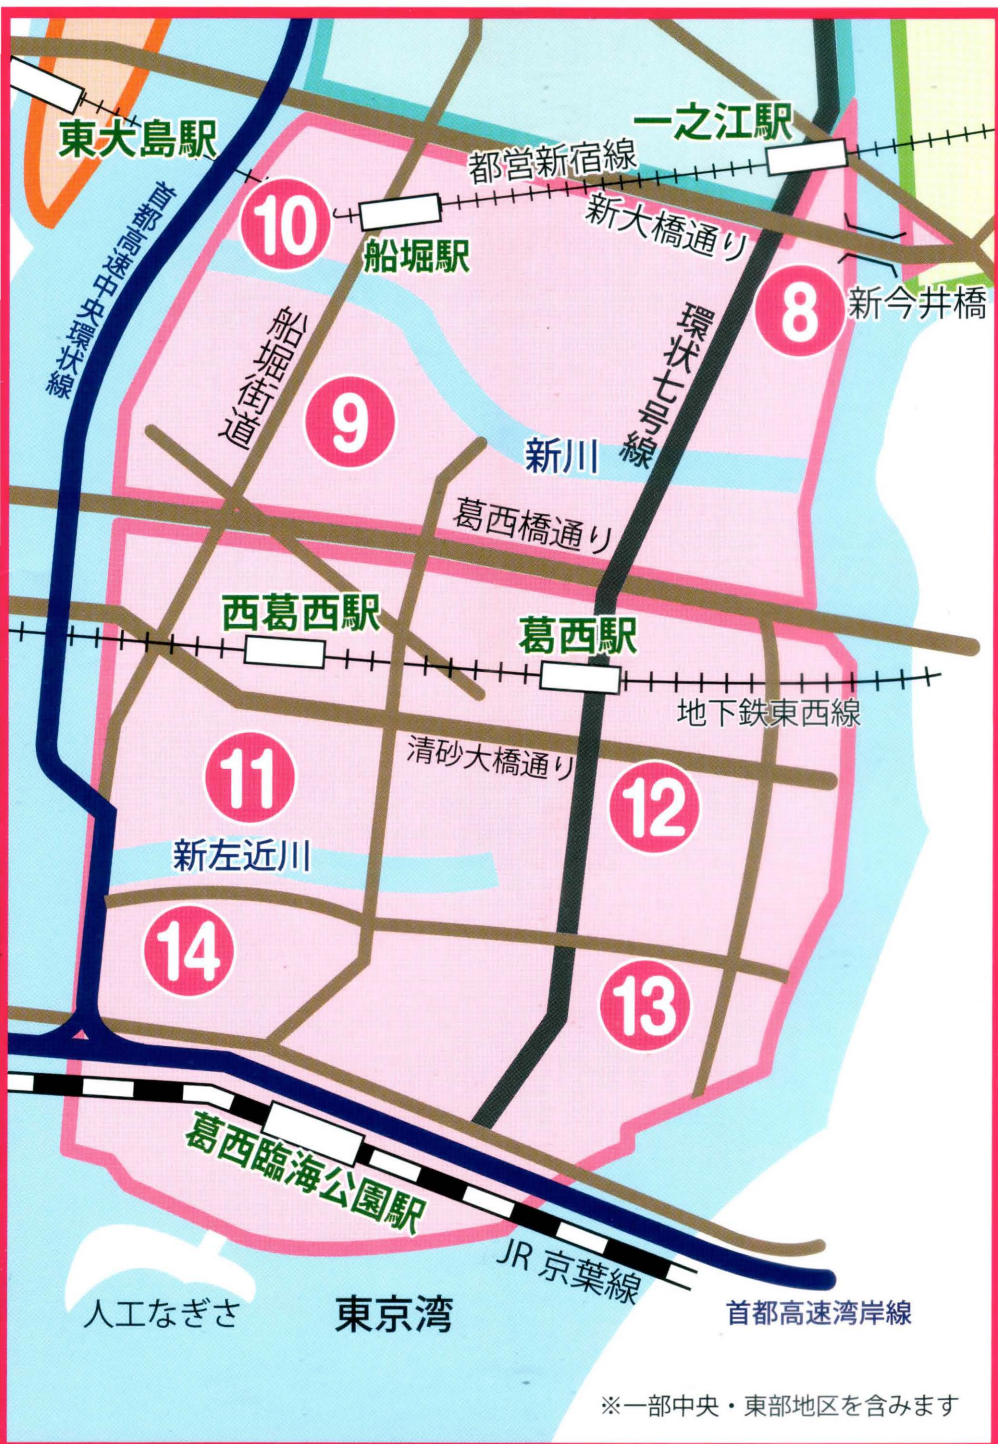 東大島駅
一之江駅
都営新宿線
新大橋通り
首都高速中央環状線
10
船堀駅
8
新今井橋
船堀街道
環状七号線
9
新川
葛西橋通り
西葛西駅
葛西駅
地下鉄東西線
清砂大橋通り
11
12
新左近川
14
13
葛西臨海公園駅
JR 京葉線
人工なぎさ
東京湾
首都高速湾岸線
※一部中央・東部地区を含みます